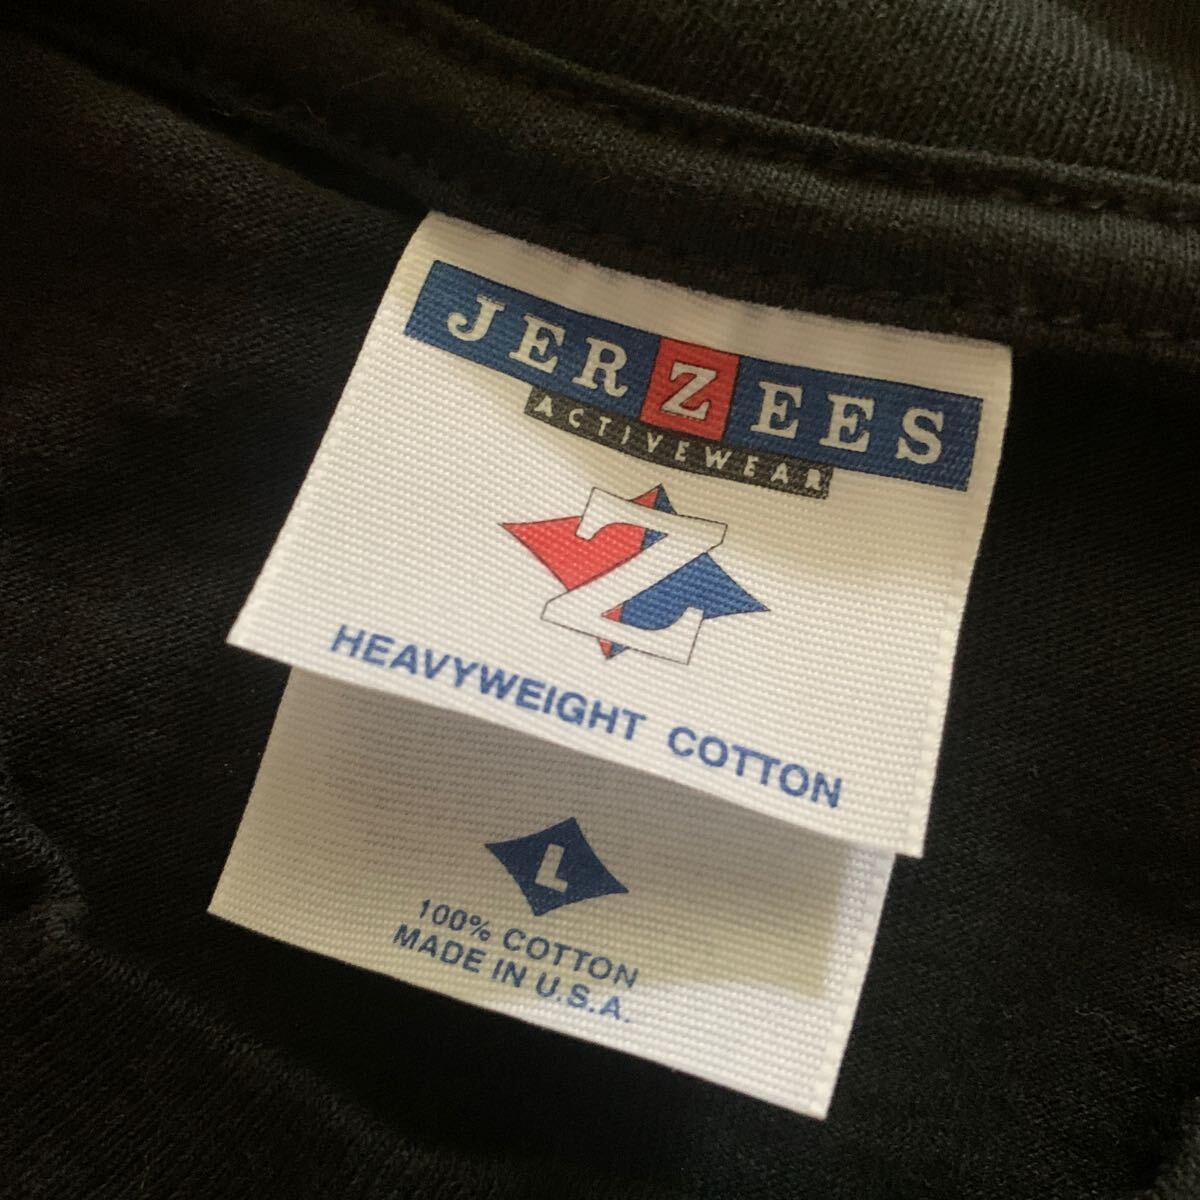 JERZEES
ACTIVEWEAR
Z
HEAVYWEIGHT COTTON
L
100% COTTON
MADE IN U.S.A.